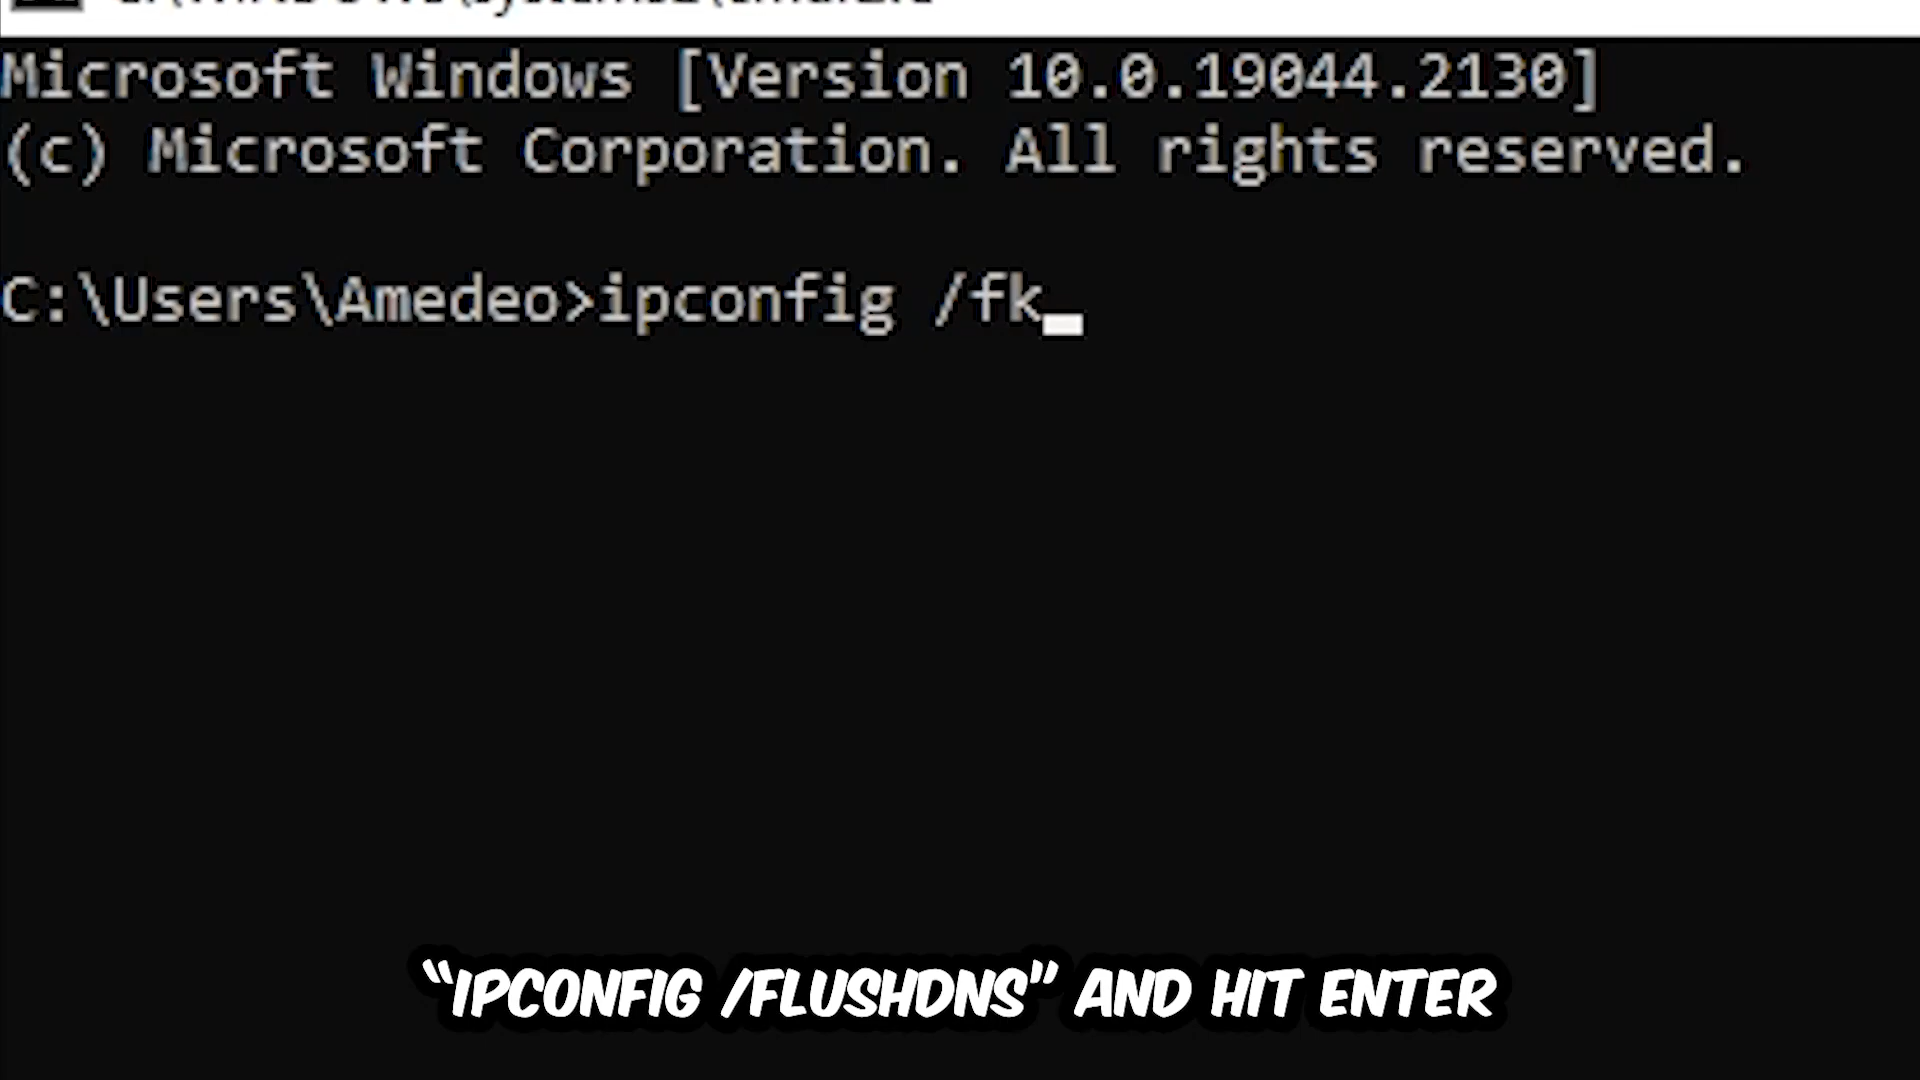 Microsoft Windows [Version 10.0.19044.2130]
(c) Microsoft Corporation. All rights reserved.
C:\Users\Amedeo>ipconfig /fk
“IPCONFIG /FLUSHDNS” AND HIT ENTER